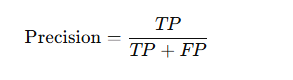 Precision = TP / TP + FP